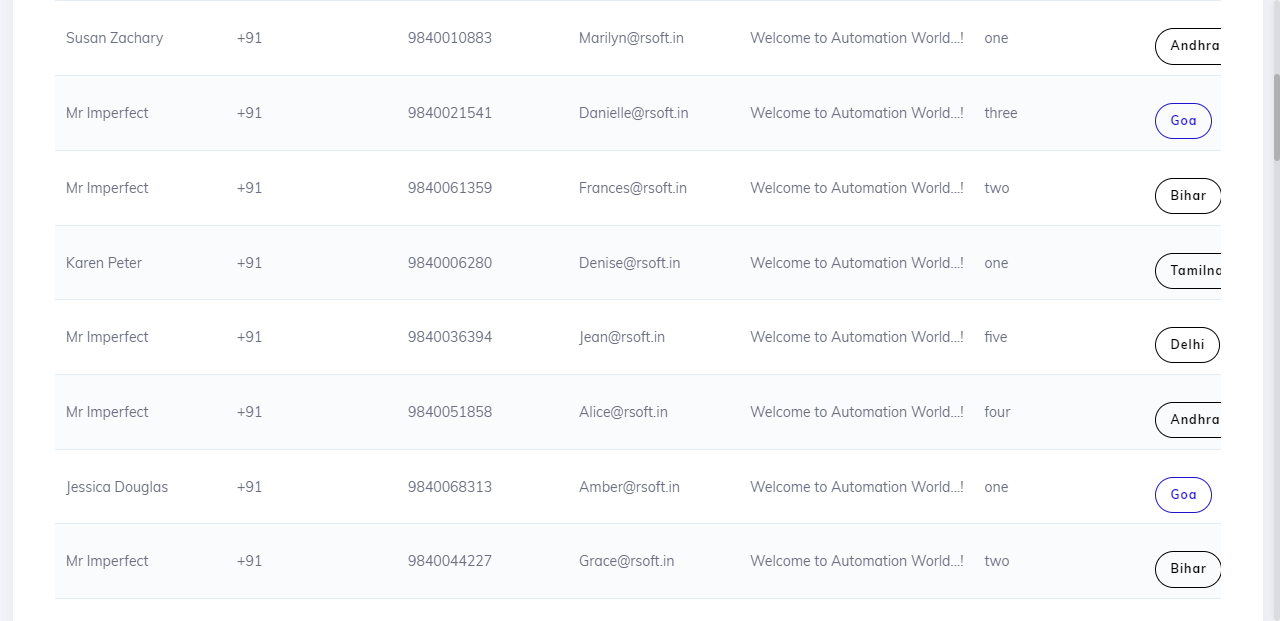 Susan Zachary +91 9840010883 Marilyn@rsoft.in Welcome to Automation World...! one Andhra
Mr Imperfect +91 9840021541 Danielle@rsoft.in Welcome to Automation World...! three Goa
Mr Imperfect +91 9840061359 Frances@rsoft.in Welcome to Automation World...! two Bihar
Karen Peter +91 9840006280 Denise@rsoft.in Welcome to Automation World...! one Tamilna
Mr Imperfect +91 9840036394 Jean@rsoft.in Welcome to Automation World...! five Delhi
Mr Imperfect +91 9840051858 Alice@rsoft.in Welcome to Automation World...! four Andhra
Jessica Douglas +91 9840068313 Amber@rsoft.in Welcome to Automation World...! one Goa
Mr Imperfect +91 9840044227 Grace@rsoft.in Welcome to Automation World...! two Bihar